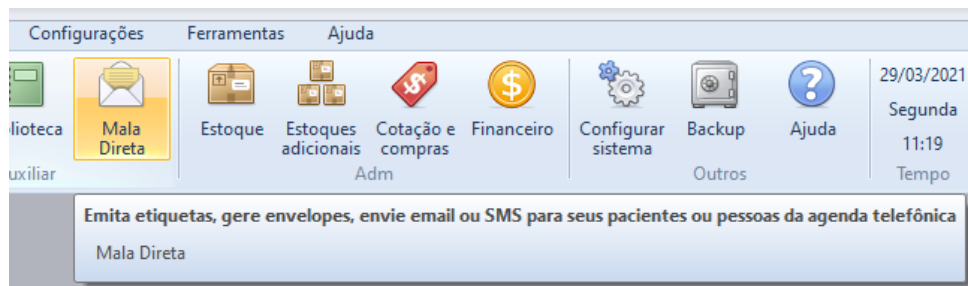 Configurações Ferramentas Ajuda
blioteca Mala Direta Estoque Estoques adicionais Cotação e compras Financeiro Configurar sistema Backup Ajuda
29/03/2021
Segunda
11:19
uxiliar Adm Outros Tempo
Emita etiquetas, gere envelopes, envie email ou SMS para seus pacientes ou pessoas da agenda telefônica
Mala Direta